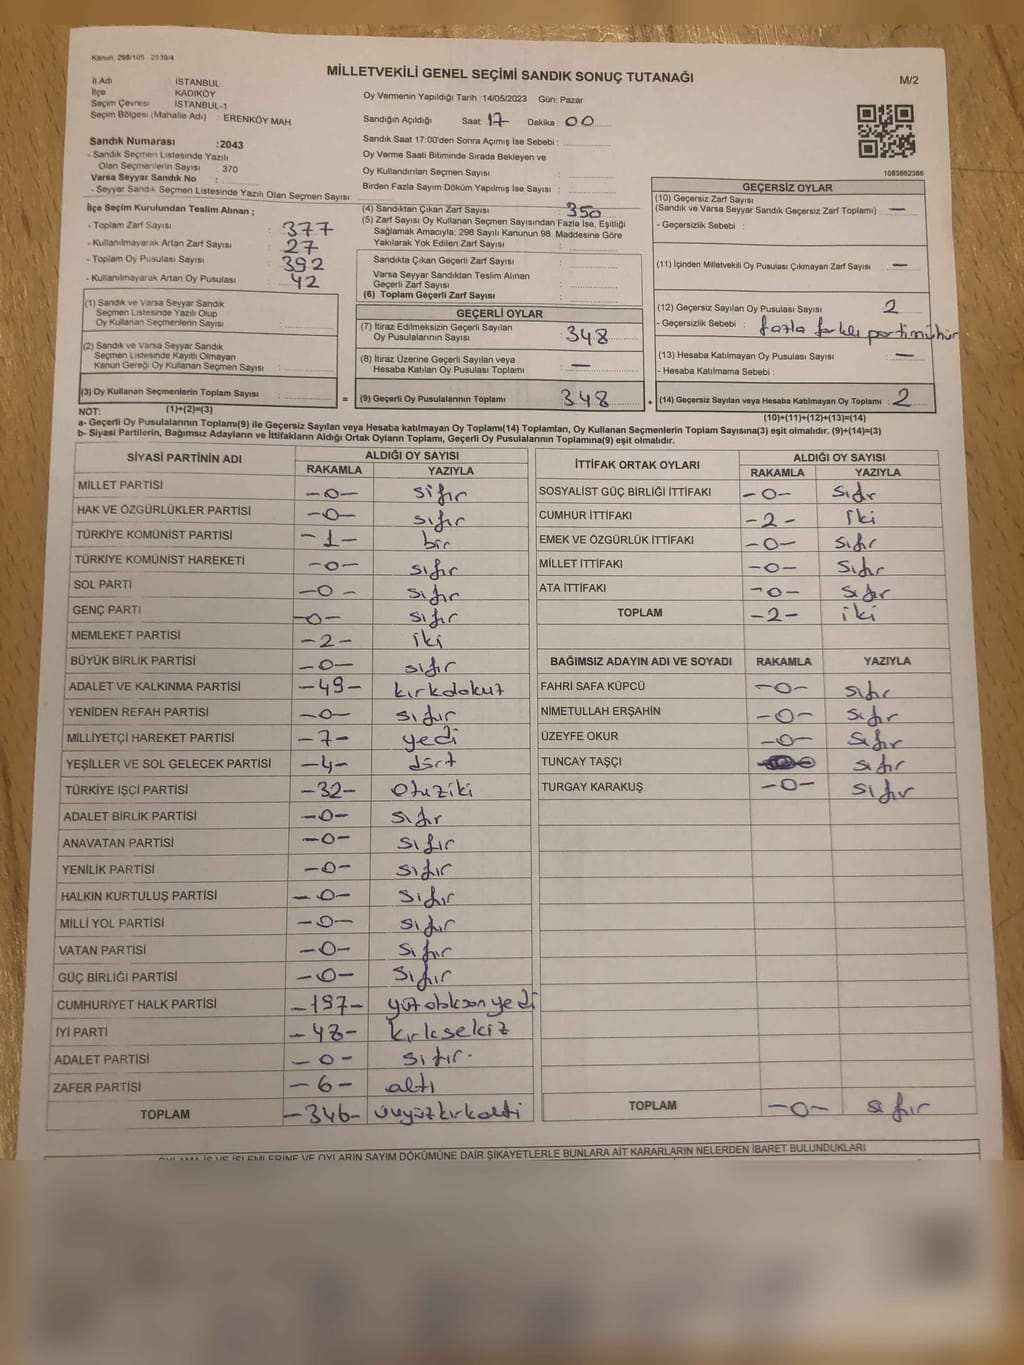 Kanun: 298/105 2839/4
MİLLETVEKİLİ GENEL SEÇİMİ SANDIK SONUÇ TUTANAĞI
M/2
İl Adı : İSTANBUL
İlçe : KADIKÖY
Seçim Çevresi : İSTANBUL-1
Seçim Bölgesi (Mahalle Adı) : ERENKÖY MAH.
Sandık Numarası : 2043
- Sandık Seçmen Listesinde Yazılı
Olan Seçmenlerin Sayısı : 370
Varsa Seyyar Sandık No :
- Seyyar Sandık Seçmen Listesinde Yazılı Olan Seçmen Sayısı:
Oy Vermenin Yapıldığı Tarih :14/05/2023 Gün: Pazar
Sandığın Açıldığı Saat: 17 Dakika : 00
Sandık Saat 17:00'den Sonra Açımış İse Sebebi :
Oy Verme Saati Bitiminde Sırada Bekleyen ve
Oy Kullandırılan Seçmen Sayısı :
Birden Fazla Sayım Döküm Yapılmış İse Sayısı :
1083862386
İlçe Seçim Kurulundan Teslim Alınan ;
- Toplam Zarf Sayısı : 377
- Kullanılmayarak Artan Zarf Sayısı : 27
- Toplam Oy Pusulası Sayısı : 392
- Kullanılmayarak Artan Oy Pusulası : 42
(4) Sandıktan Çıkan Zarf Sayısı : 350
(5) Zarf Sayısı Oy Kullanan Seçmen Sayısından Fazla İse, Eşitliği
Sağlamak Amacıyla; 298 Sayılı Kanunun 98. Maddesine Göre
Yakılarak Yok Edilen Zarf Sayısı :
Sandıkta Çıkan Geçerli Zarf Sayısı :
Varsa Seyyar Sandıktan Teslim Alınan
Geçerli Zarf Sayısı :
(6) Toplam Geçerli Zarf Sayısı :
GEÇERSİZ OYLAR
(10) Geçersiz Zarf Sayısı
(Sandık ve Varsa Seyyar Sandık Geçersiz Zarf Toplamı) : —
- Geçersizlik Sebebi :
(11) İçinden Milletvekili Oy Pusulası Çıkmayan Zarf Sayısı : —
(12) Geçersiz Sayılan Oy Pusulası Sayısı : 2
- Geçersizlik Sebebi : fazla farklı parti mühür
(13) Hesaba Katılmayan Oy Pusulası Sayısı : —
- Hesaba Katılmama Sebebi :
(14) Geçersiz Sayılan veya Hesaba Katılmayan Oy Toplamı : 2
(10)+(11)+(12)+(13)=(14)
(1) Sandık ve Varsa Seyyar Sandık
Seçmen Listesinde Yazılı Olup
Oy Kullanan Seçmenlerin Sayısı :
(2) Sandık ve Varsa Seyyar Sandık
Seçmen Listesinde Kayıtlı Olmayan
Kanun Gereği Oy Kullanan Seçmen Sayısı :
(3) Oy Kullanan Seçmenlerin Toplam Sayısı : =
(1)+(2)=(3)
GEÇERLİ OYLAR
(7) İtiraz Edilmeksizin Geçerli Sayılan
Oy Pusulalarının Sayısı : 348
(8) İtiraz Üzerine Geçerli Sayılan veya
Hesaba Katılan Oy Pusulası Toplamı : —
(9) Geçerli Oy Pusulalarının Toplamı : 348 +
NOT:
a- Geçerli Oy Pusulalarının Toplamı(9) ile Geçersiz Sayılan veya Hesaba katılmayan Oy Toplamı(14) Toplamları, Oy Kullanan Seçmenlerin Toplam Sayısına(3) eşit olmalıdır. (9)+(14)=(3)
b- Siyasi Partilerin, Bağımsız Adayların ve İttifakların Aldığı Ortak Oyların Toplamı, Geçerli Oy Pusulalarının Toplamına(9) eşit olmalıdır.
SİYASİ PARTİNİN ADI ALDIĞI OY SAYISI
RAKAMLA YAZIYLA
MİLLET PARTİSİ -0- sıfır
HAK VE ÖZGÜRLÜKLER PARTİSİ -0- sıfır
TÜRKİYE KOMÜNİST PARTİSİ -1- bir
TÜRKİYE KOMÜNİST HAREKETİ -0- sıfır
SOL PARTİ -0- sıfır
GENÇ PARTİ -0- sıfır
MEMLEKET PARTİSİ -2- iki
BÜYÜK BİRLİK PARTİSİ -0- sıfır
ADALET VE KALKINMA PARTİSİ -49- kırkdokuz
YENİDEN REFAH PARTİSİ -0- sıfır
MİLLİYETÇİ HAREKET PARTİSİ -7- yedi
YEŞİLLER VE SOL GELECEK PARTİSİ -4- dört
TÜRKİYE İŞÇİ PARTİSİ -32- otuziki
ADALET BİRLİK PARTİSİ -0- sıfır
ANAVATAN PARTİSİ -0- sıfır
YENİLİK PARTİSİ -0- sıfır
HALKIN KURTULUŞ PARTİSİ -0- sıfır
MİLLİ YOL PARTİSİ -0- sıfır
VATAN PARTİSİ -0- sıfır
GÜÇ BİRLİĞİ PARTİSİ -0- sıfır
CUMHURİYET HALK PARTİSİ -197- yüzdoksanyedi
İYİ PARTİ -48- kırksekiz
ADALET PARTİSİ -0- sıfır.
ZAFER PARTİSİ -6- altı
TOPLAM -346- üçyüzkırkaltı
İTTİFAK ORTAK OYLARI ALDIĞI OY SAYISI
RAKAMLA YAZIYLA
SOSYALİST GÜÇ BİRLİĞİ İTTİFAKI -0- sıfır
CUMHUR İTTİFAKI -2- iki
EMEK VE ÖZGÜRLÜK İTTİFAKI -0- sıfır
MİLLET İTTİFAKI -0- sıfır
ATA İTTİFAKI -0- sıfır
TOPLAM -2- iki
BAĞIMSIZ ADAYIN ADI VE SOYADI RAKAMLA YAZIYLA
FAHRİ SAFA KÜPCÜ -0- sıfır
NİMETULLAH ERŞAHİN -0- sıfır
ÜZEYFE OKUR -0- sıfır
TUNCAY TAŞÇI -0- sıfır
TURGAY KARAKUŞ -0- sıfır
TOPLAM -0- sıfır
OYLAMA İŞ VE İŞLEMLERİNE VE OYLARIN SAYIM DÖKÜMÜNE DAİR ŞİKAYETLERLE BUNLARA AİT KARARLARIN NELERDEN İBARET BULUNDUKLARI